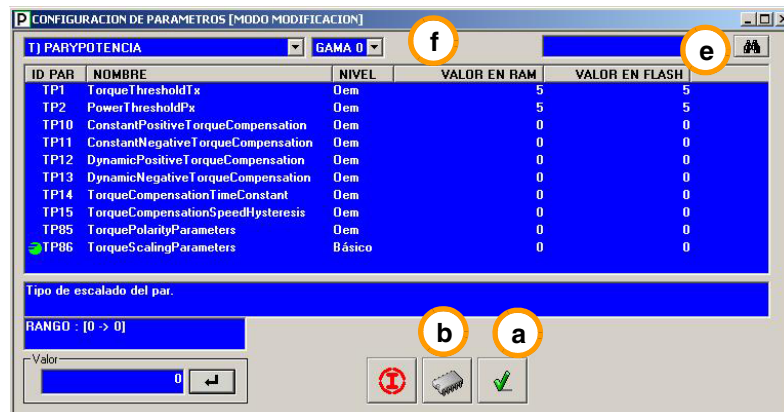 P CONFIGURACION DE PARAMETROS [MODO MODIFICACION]
T) PARYPOTENCIA GAMA 0 f e
ID PAR NOMBRE NIVEL VALOR EN RAM VALOR EN FLASH
TP1 TorqueThresholdTx Oem 5 5
TP2 PowerThresholdPx Oem 5 5
TP10 ConstantPositiveTorqueCompensation Oem 0 0
TP11 ConstantNegativeTorqueCompensation Oem 0 0
TP12 DynamicPositiveTorqueCompensation Oem 0 0
TP13 DynamicNegativeTorqueCompensation Oem 0 0
TP14 TorqueCompensationTimeConstant Oem 0 0
TP15 TorqueCompensationSpeedHysteresis Oem 0 0
TP85 TorquePolarityParameters Oem 0 0
TP86 TorqueScalingParameters Básico 0 0
Tipo de escalado del par.
RANGO : [0 -> 0]
b a
Valor
0